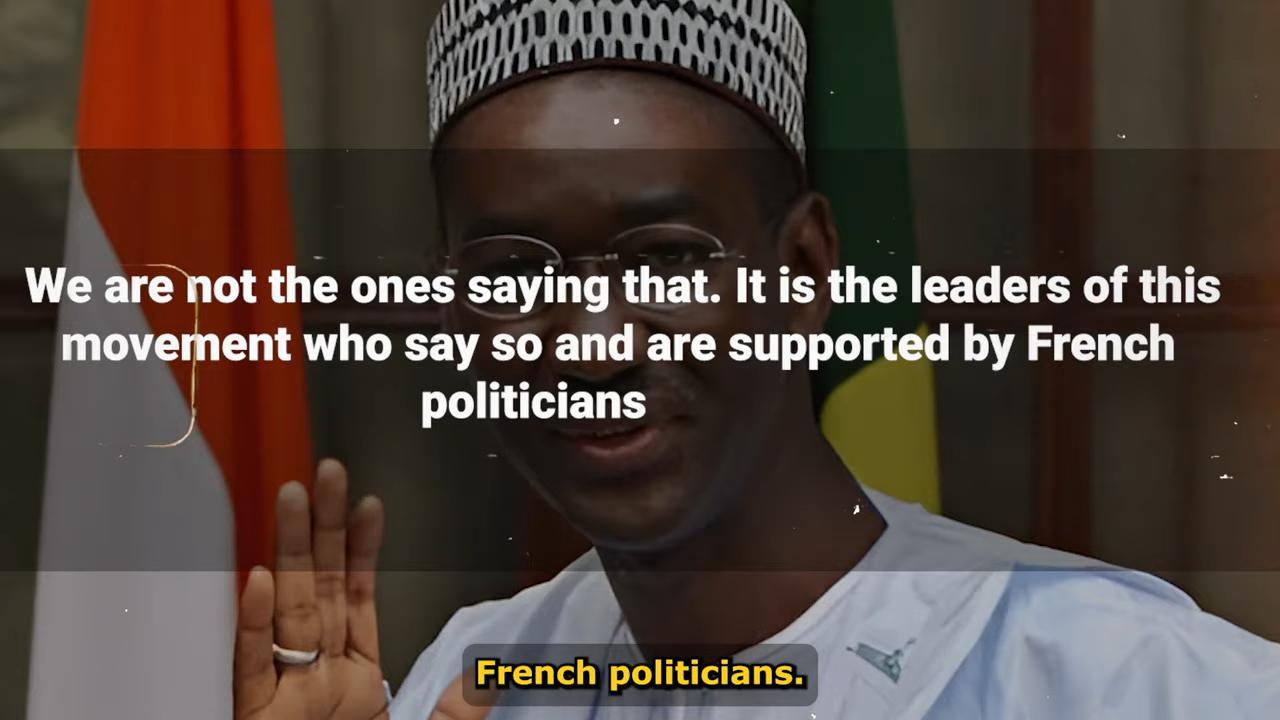 We are not the ones saying that. It is the leaders of this
movement who say so and are supported by French
politicians
French politicians.